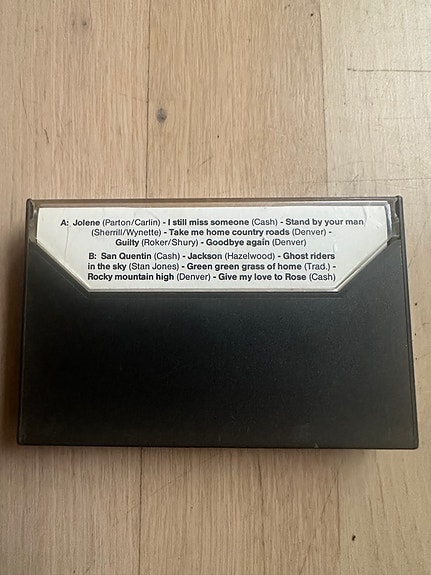 A: Jolene (Parton/Carlin) - I still miss someone (Cash) - Stand by your man
(Sherrill/Wynette) - Take me home country roads (Denver) -
Guilty (Roker/Shury) - Goodbye again (Denver)
B: San Quentin (Cash) - Jackson (Hazelwood) - Ghost riders
in the sky (Stan Jones) - Green green grass of home (Trad.) -
Rocky mountain high (Denver) - Give my love to Rose (Cash)